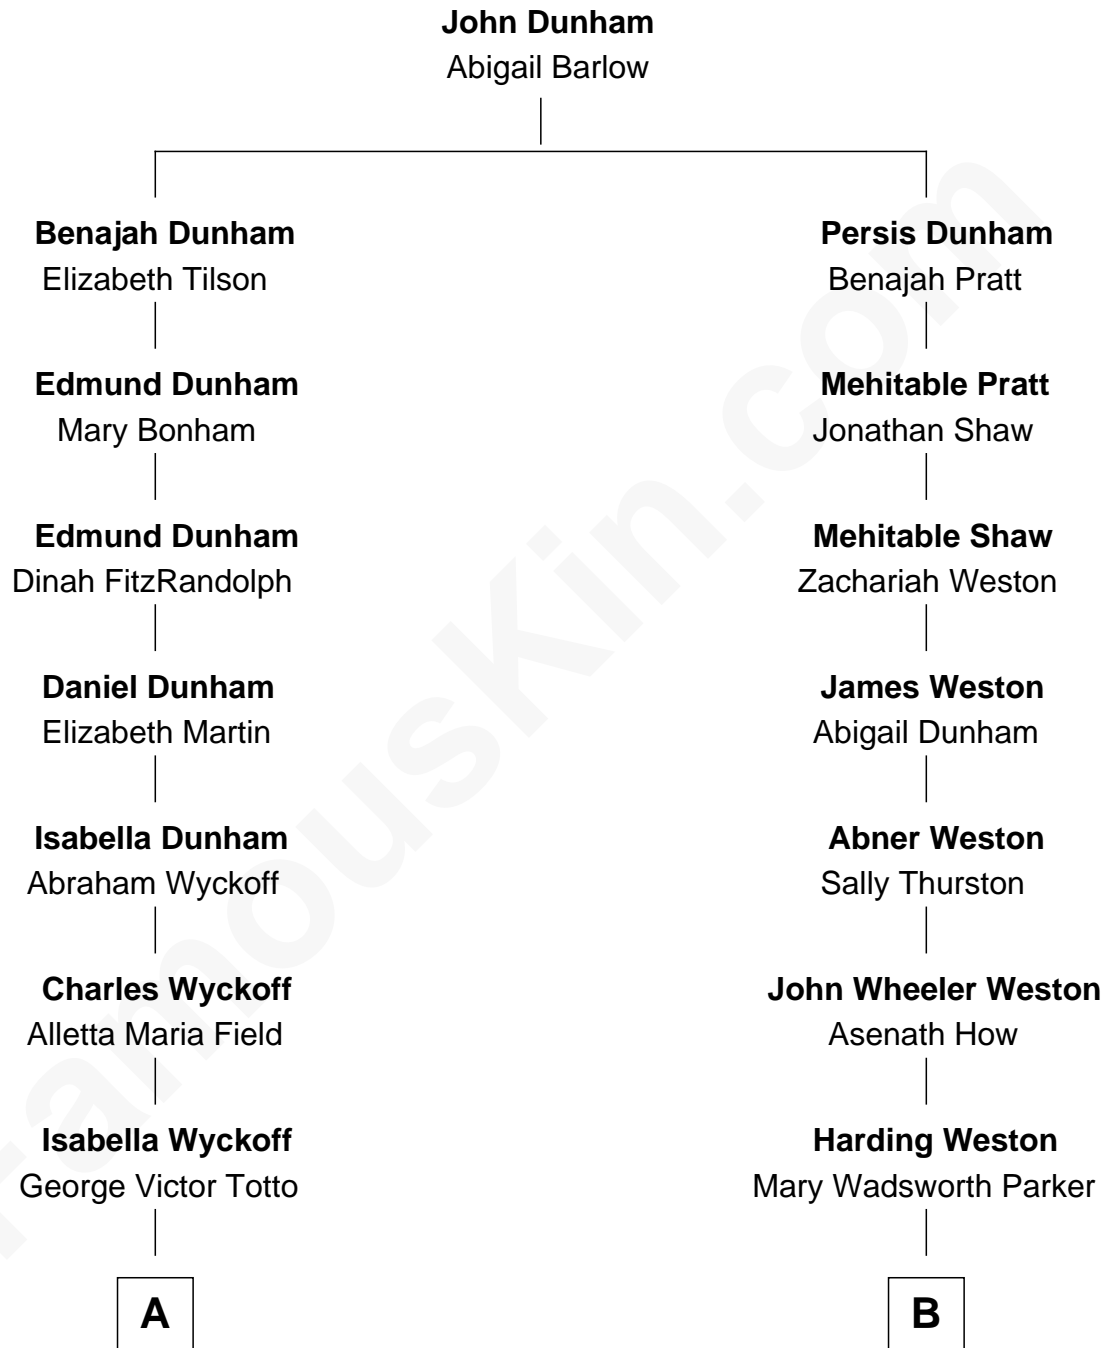 John Dunham
Abigail Barlow
Benajah Dunham
Elizabeth Tilson
Persis Dunham
Benajah Pratt
Edmund Dunham
Mary Bonham
Mehitable Pratt
Jonathan Shaw
Edmund Dunham
Dinah FitzRandolph
Mehitable Shaw
Zachariah Weston
Daniel Dunham
Elizabeth Martin
James Weston
Abigail Dunham
Isabella Dunham
Abraham Wyckoff
Abner Weston
Sally Thurston
Charles Wyckoff
Alletta Maria Field
John Wheeler Weston
Asenath How
Isabella Wyckoff
George Victor Totto
Harding Weston
Mary Wadsworth Parker
A
B
FamousKin.com